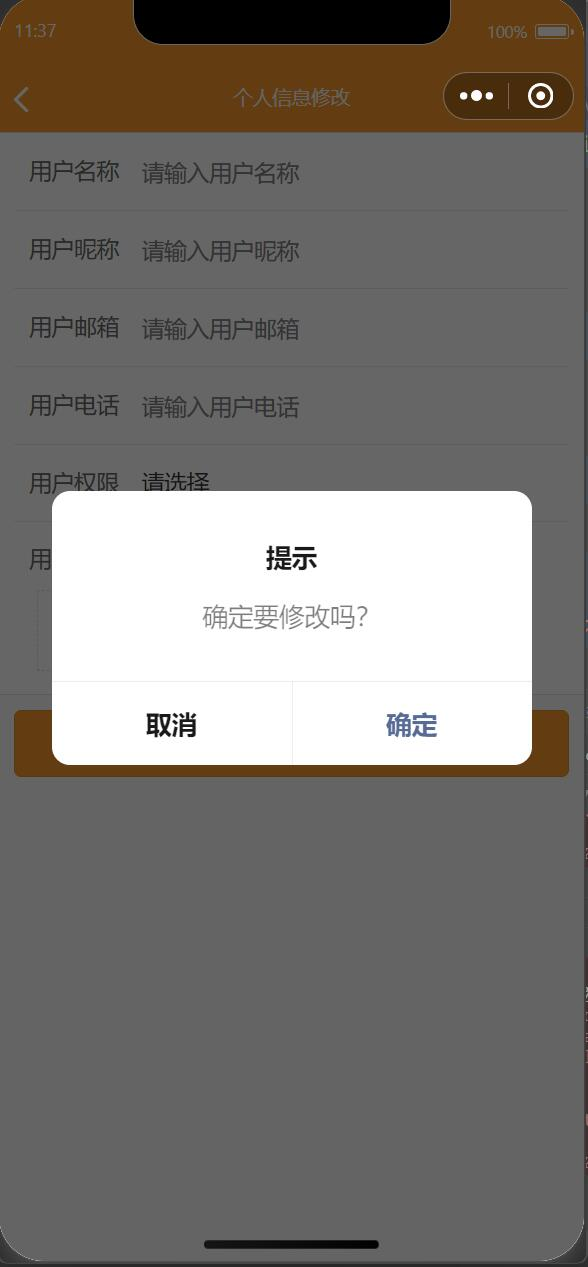 11:37
100%
个人信息修改
用户名称 请输入用户名称
用户昵称 请输入用户昵称
用户邮箱 请输入用户邮箱
用户电话 请输入用户电话
用户权限 请选择
用
提示
确定要修改吗?
取消 确定